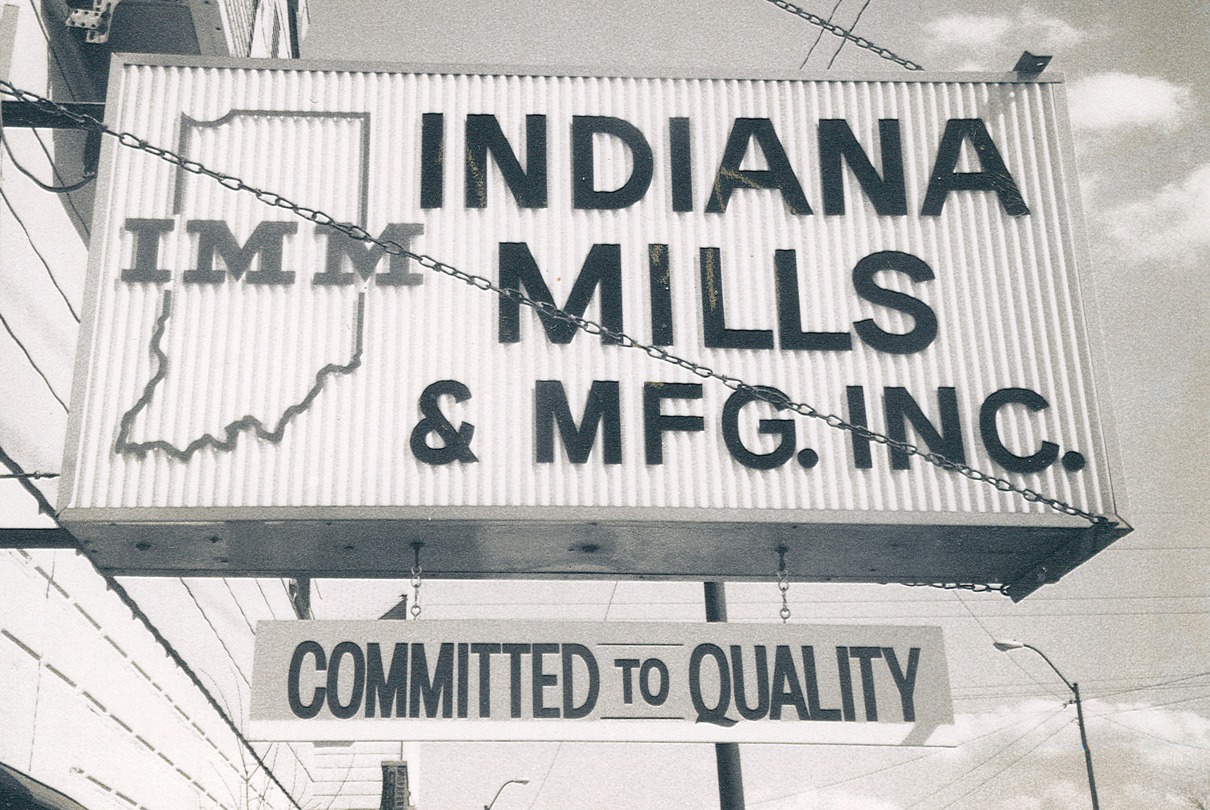 IMM
INDIANA
MILLS
& MFG. INC.
COMMITTED TO QUALITY